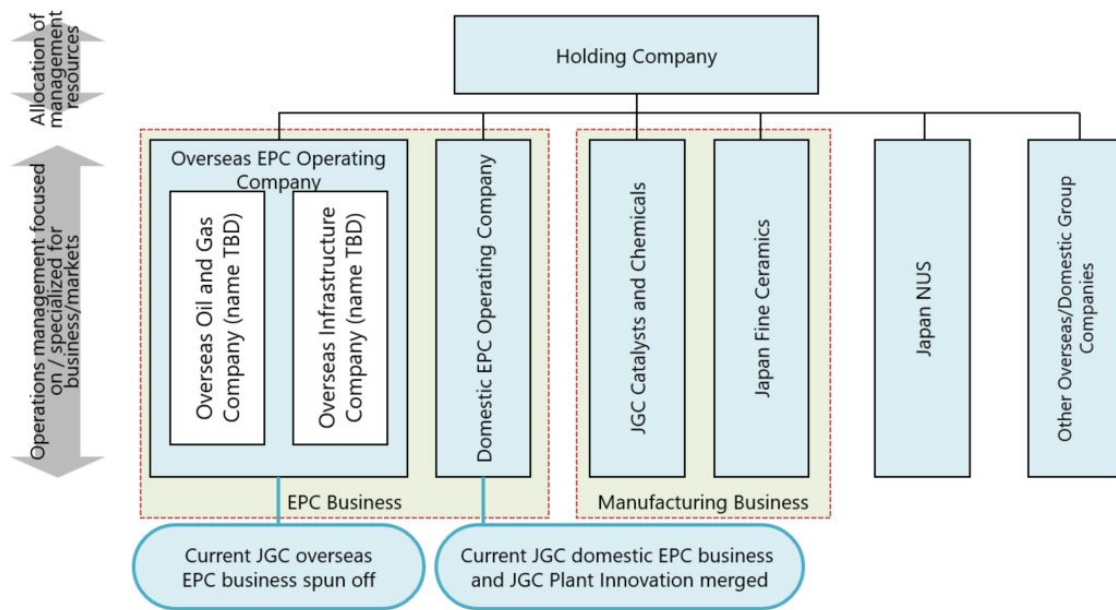 Allocation of
management
resources
Holding Company
Operations management focused
on / specialized for
business/markets
Overseas EPC Operating
Company
Overseas Oil and Gas
Company (name TBD)
Overseas Infrastructure
Company (name TBD)
Domestic EPC Operating Company
JGC Catalysts and Chemicals
Japan Fine Ceramics
Japan NUS
Other Overseas/Domestic Group
Companies
EPC Business
Manufacturing Business
Current JGC overseas
EPC business spun off
Current JGC domestic EPC business
and JGC Plant Innovation merged